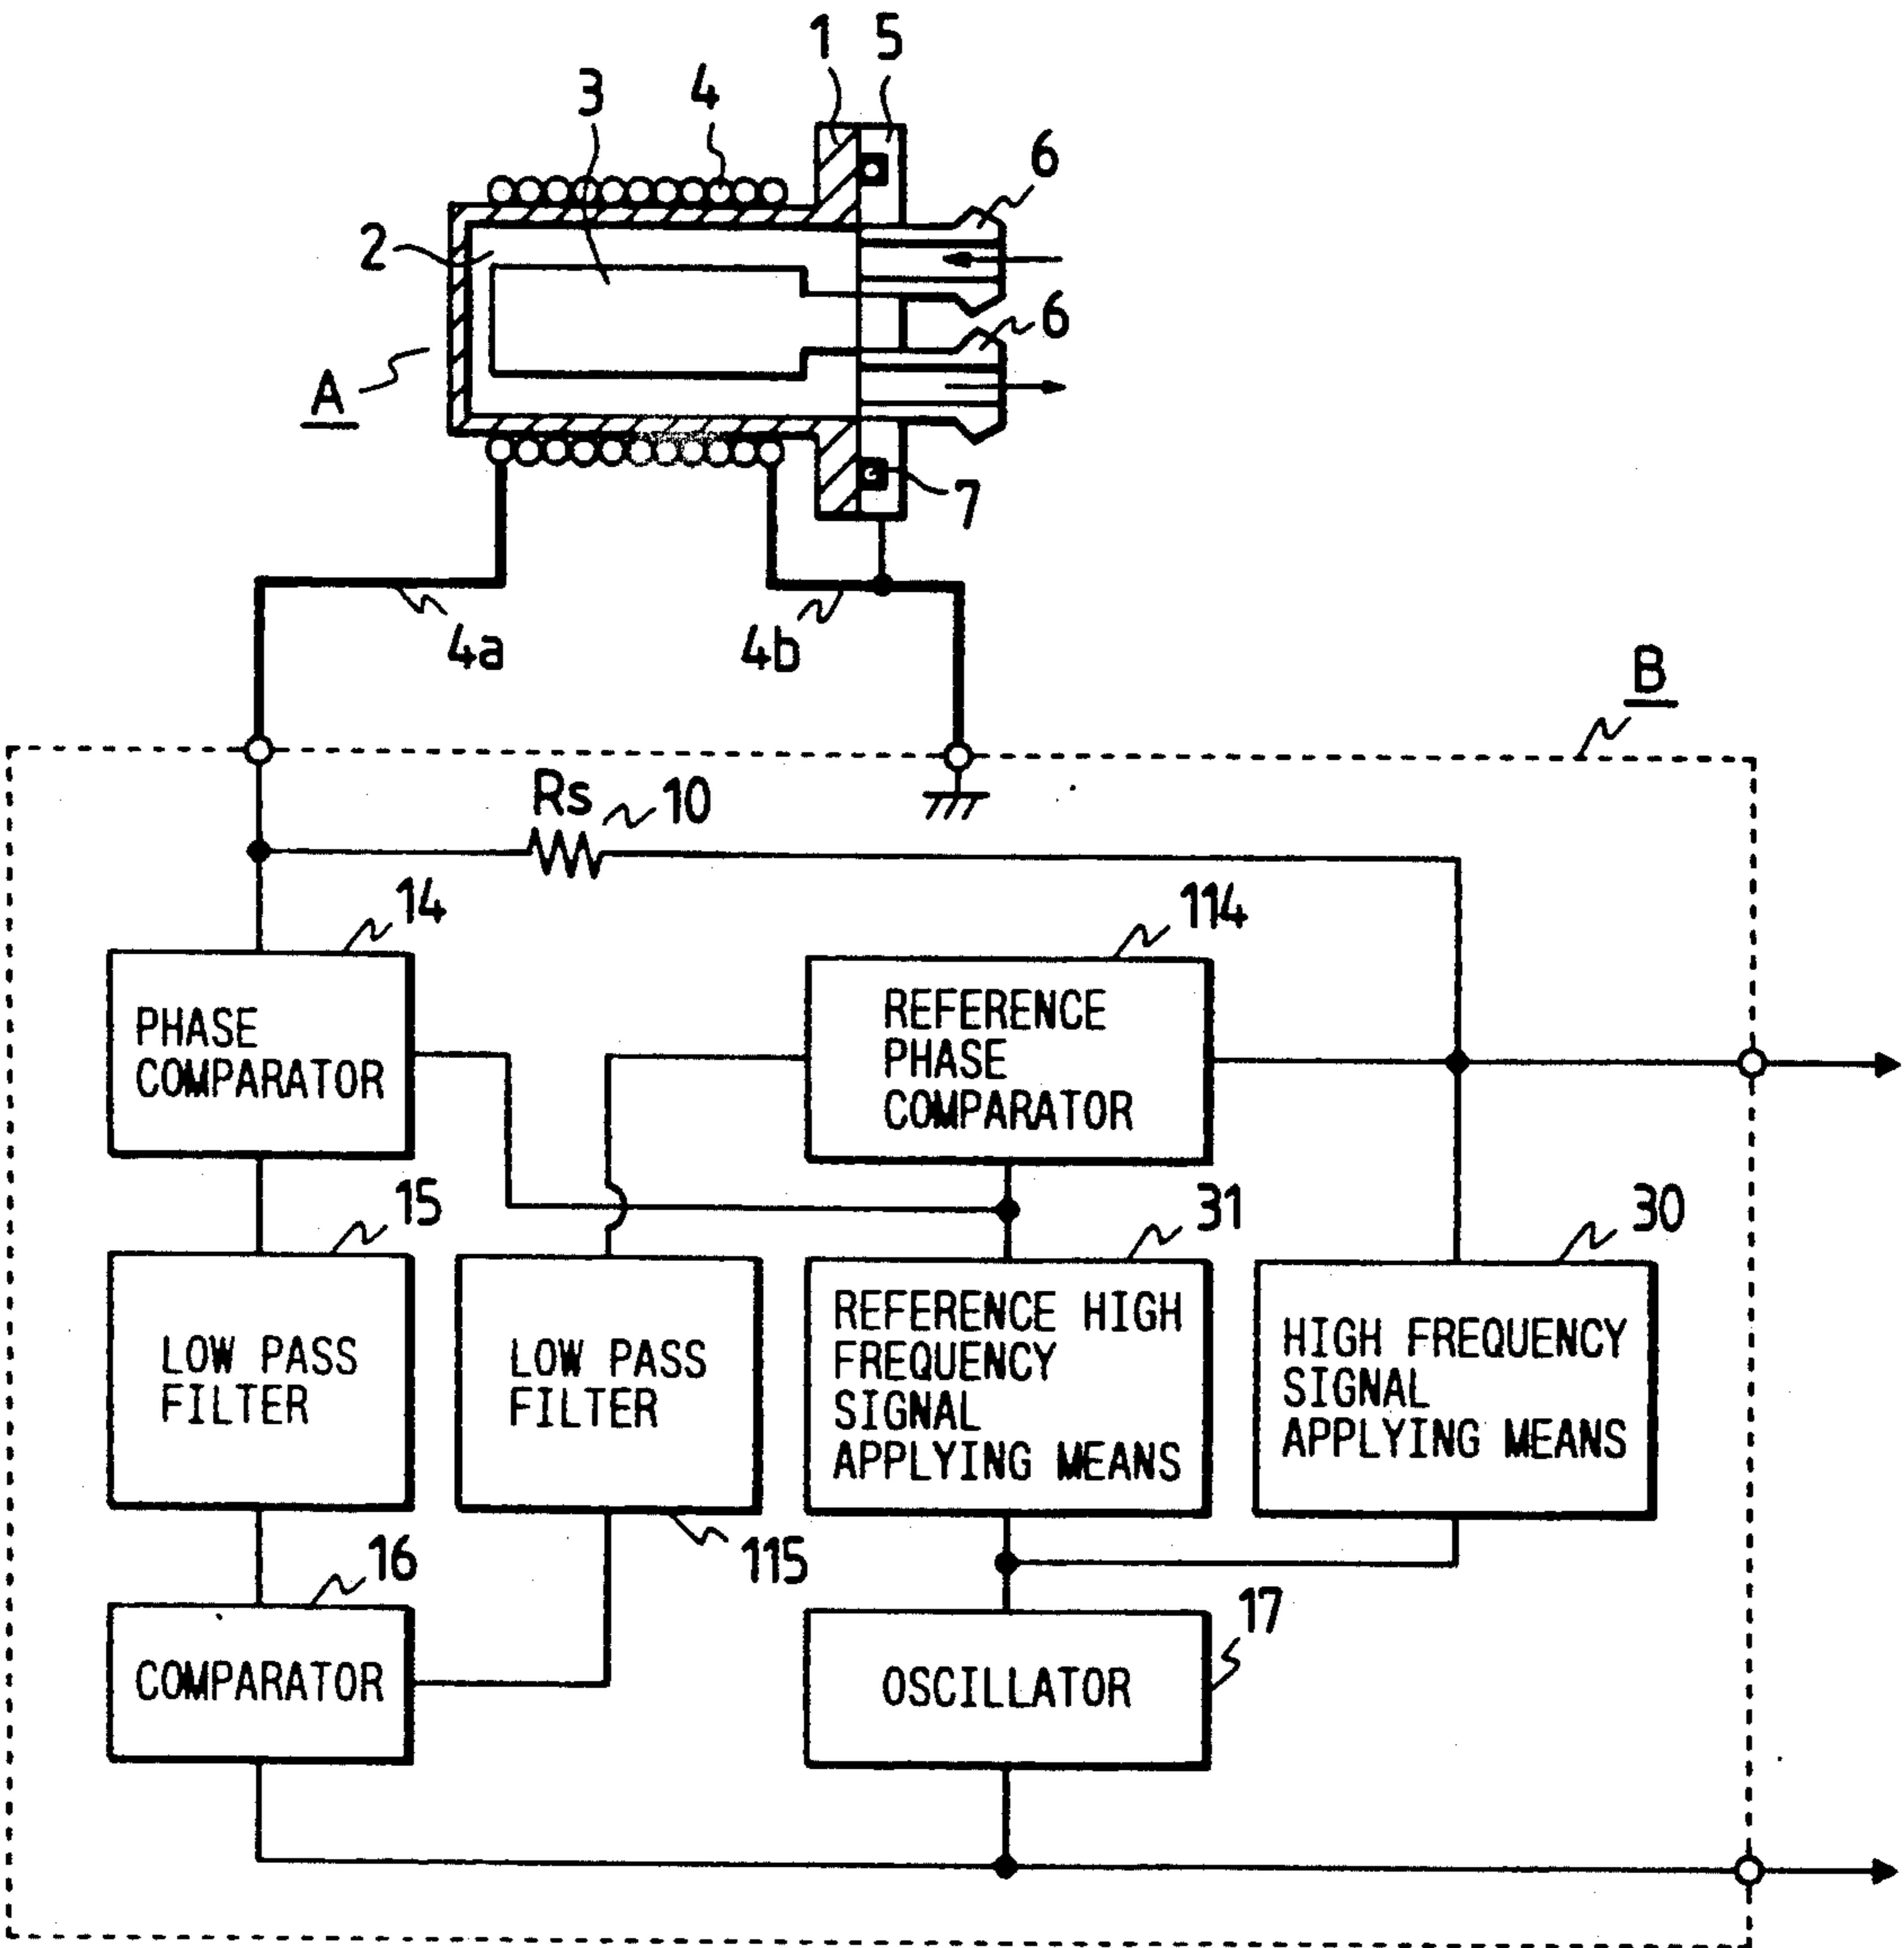 1 5
3 4
6
2
6
A
7
4a
4b
B
Rs 10
14
114
PHASE
COMPARATOR
REFERENCE
PHASE
COMPARATOR
15
31
30
LOW PASS
FILTER
LOW PASS
FILTER
REFERENCE HIGH
FREQUENCY
SIGNAL
APPLYING MEANS
HIGH FREQUENCY
SIGNAL
APPLYING MEANS
16
115
17
COMPARATOR
OSCILLATOR